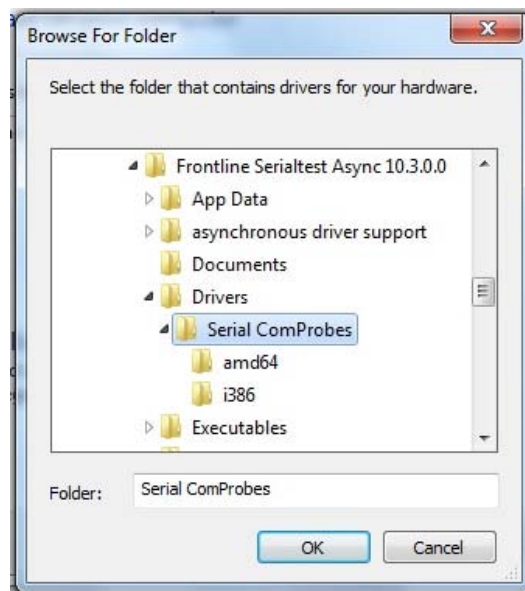 Browse For Folder
Select the folder that contains drivers for your hardware.
Frontline Serialtest Async 10.3.0.0
App Data
asynchronous driver support
Documents
Drivers
Serial ComProbes
amd64
i386
Executables
Folder: Serial ComProbes
OK Cancel